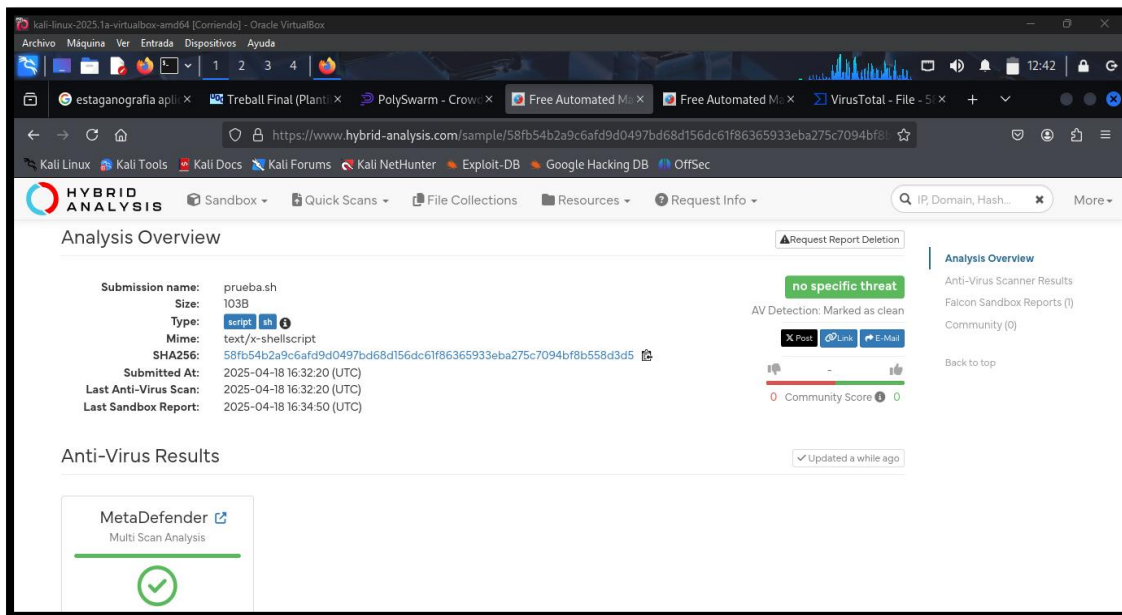 kali-linux-2025.1a-virtualbox-amd64 [Corriendo] - Oracle VirtualBox
Archivo Máquina Ver Entrada Dispositivos Ayuda
1 2 3 4 12:42
estaganografia aplic Treball Final (Planti PolySwarm - Crowd Free Automated Ma Free Automated Ma VirusTotal - File - 58
https://www.hybrid-analysis.com/sample/58fb54b2a9c6afd9d0497bd68d156dc61f86365933eba275c7094bf8
Kali Linux Kali Tools Kali Docs Kali Forums Kali NetHunter Exploit-DB Google Hacking DB OffSec
HYBRID ANALYSIS Sandbox Quick Scans File Collections Resources Request Info IP, Domain, Hash... More
Analysis Overview
Request Report Deletion
Submission name: prueba.sh
Size: 103B
Type: script sh
Mime: text/x-shellscript
SHA256: 58fb54b2a9c6afd9d0497bd68d156dc61f86365933eba275c7094bf8b558d3d5
Submitted At: 2025-04-18 16:32:20 (UTC)
Last Anti-Virus Scan: 2025-04-18 16:32:20 (UTC)
Last Sandbox Report: 2025-04-18 16:34:50 (UTC)
no specific threat
AV Detection: Marked as clean
X Post Link E-Mail
-
0 Community Score 0
Analysis Overview
Anti-Virus Scanner Results
Falcon Sandbox Reports (1)
Community (0)
Back to top
Anti-Virus Results
Updated a while ago
MetaDefender
Multi Scan Analysis